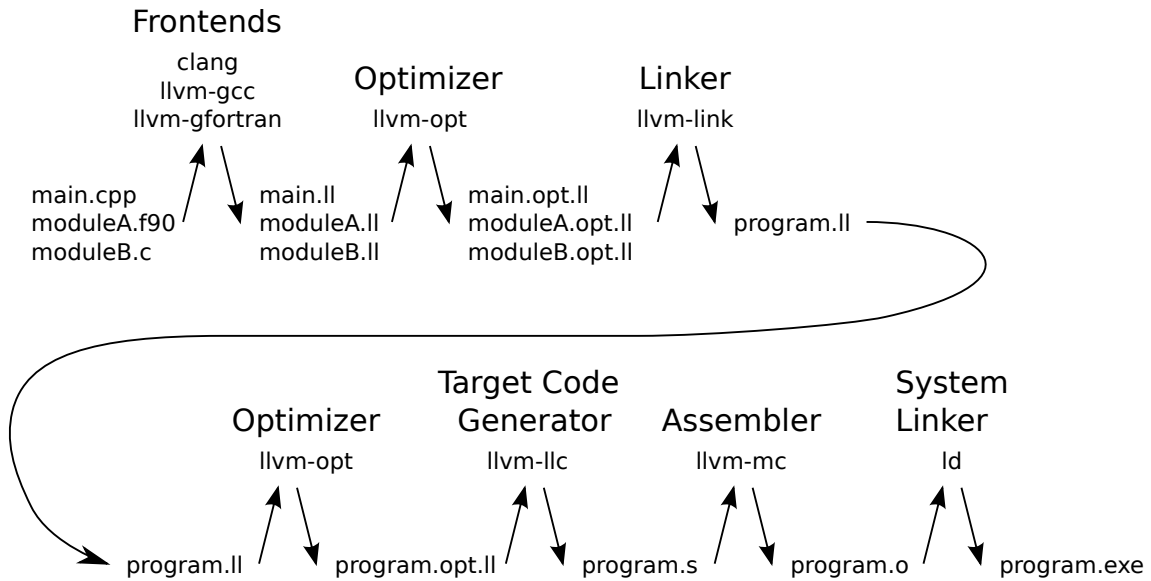 Frontends
clang
llvm-gcc
llvm-gfortran
Optimizer
llvm-opt
Linker
llvm-link
main.cpp
moduleA.f90
moduleB.c
main.ll
moduleA.ll
moduleB.ll
main.opt.ll
moduleA.opt.ll
moduleB.opt.ll
program.ll
Optimizer
llvm-opt
Target Code
Generator
llvm-llc
Assembler
llvm-mc
System
Linker
ld
program.ll
program.opt.ll
program.s
program.o
program.exe